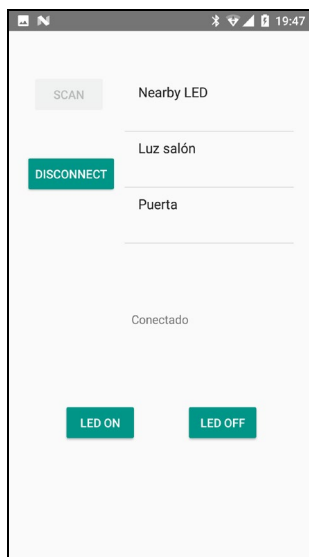 19:47
SCAN
Nearby LED
Luz salón
DISCONNECT
Puerta
Conectado
LED ON
LED OFF